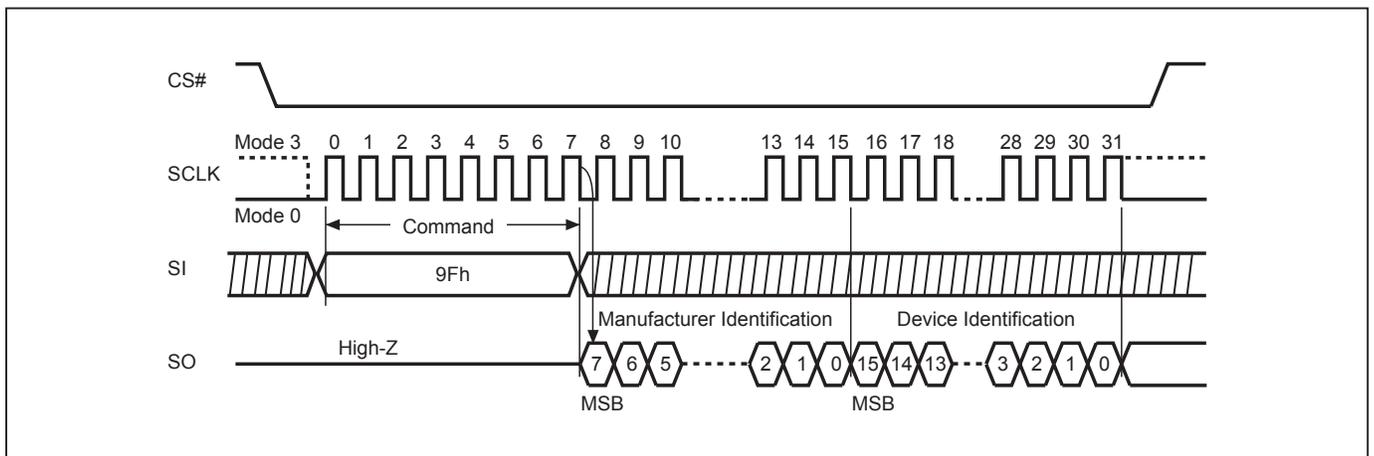 CS#
Mode 3 0 1 2 3 4 5 6 7 8 9 10 13 14 15 16 17 18 28 29 30 31
SCLK
Mode 0
Command
SI
9Fh
Manufacturer Identification Device Identification
High-Z
SO
7 6 5 2 1 0 15 14 13 3 2 1 0
MSB MSB